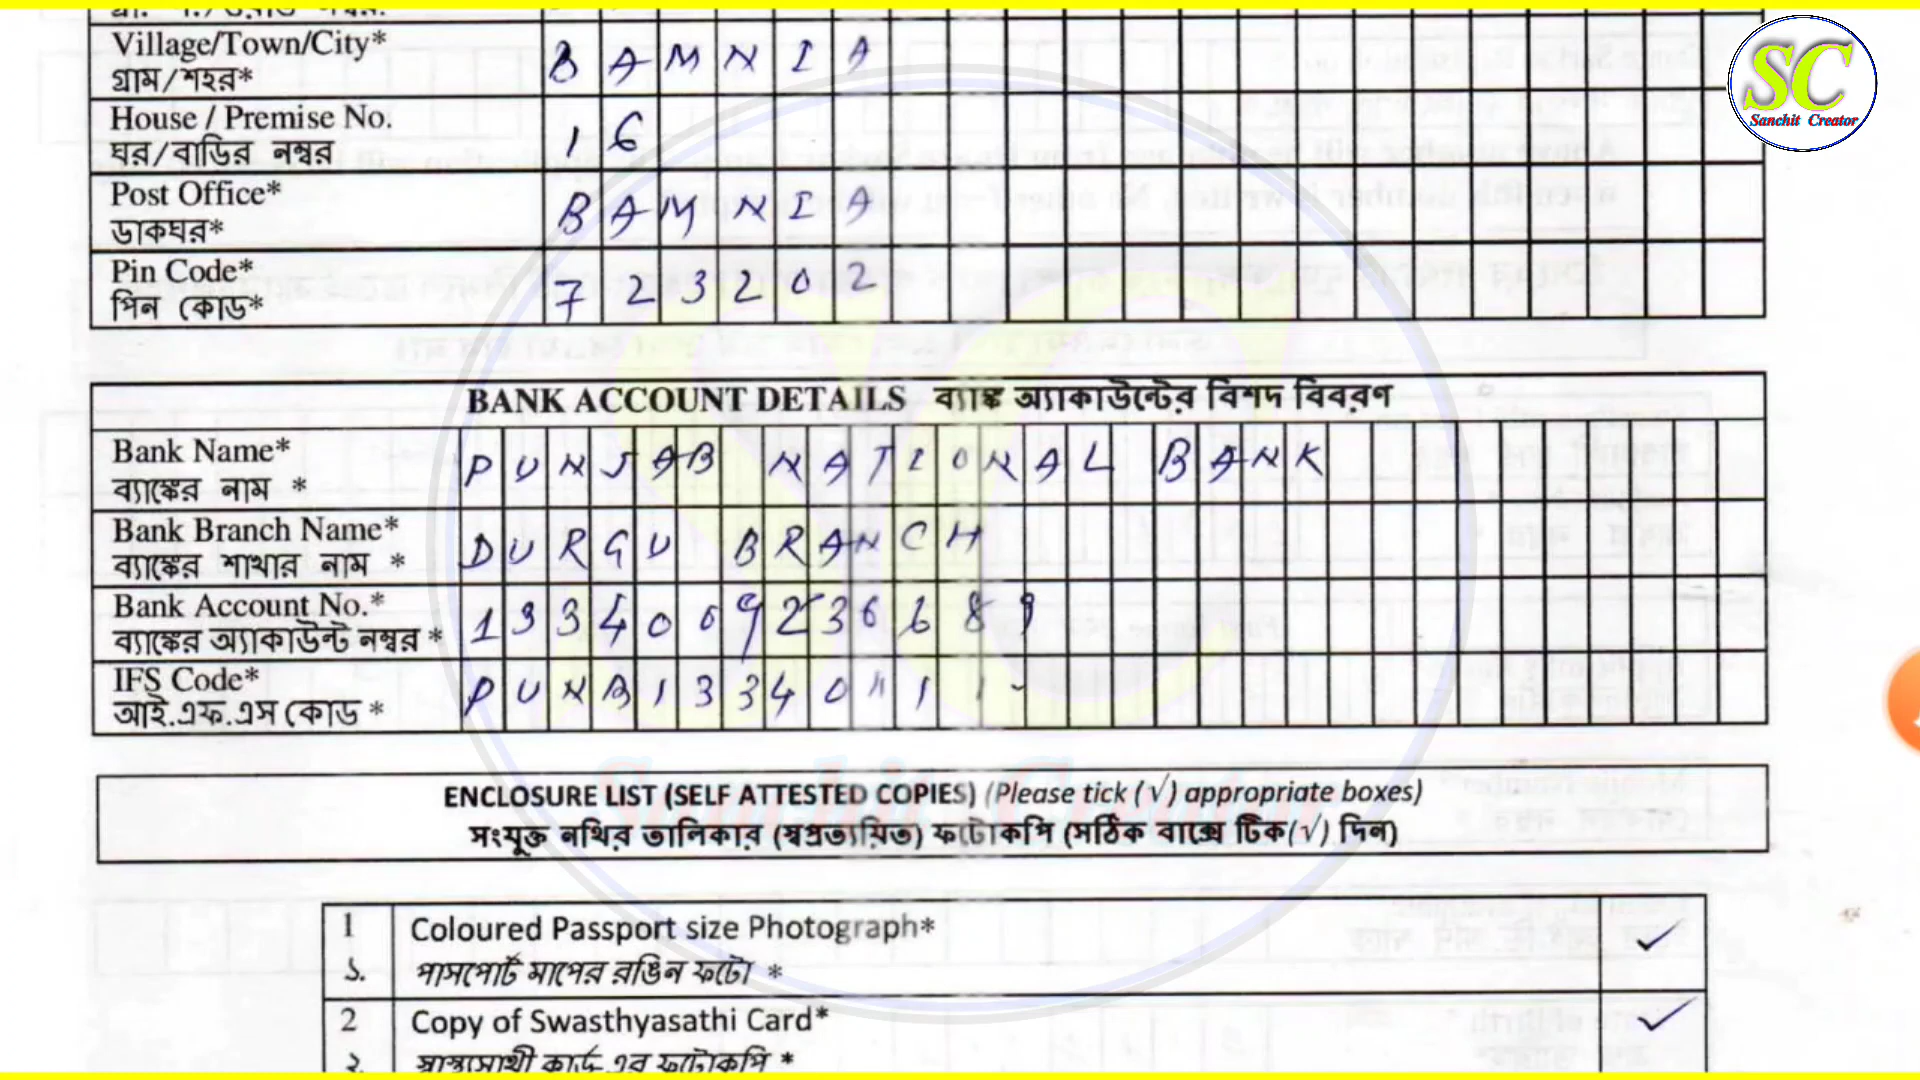 SC
Sanchit Creator
Village/Town/City* BAMNIA
গ্রাম/শহর*
House / Premise No. 16
ঘর/বাড়ির নম্বর
Post Office* BAMNIA
ডাকঘর*
Pin Code* 723202
পিন কোড*
BANK ACCOUNT DETAILS ব্যাঙ্ক অ্যাকাউন্টের বিশদ বিবরণ
Bank Name* PUNJAB NATIONAL BANK
ব্যাঙ্কের নাম *
Bank Branch Name* DURGU BRANCH
ব্যাঙ্কের শাখার নাম *
Bank Account No.*
ব্যাঙ্কের অ্যাকাউন্ট নম্বর *
IFS Code*
আই.এফ.এস কোড *
ENCLOSURE LIST (SELF ATTESTED COPIES) (Please tick (√) appropriate boxes)
সংযুক্ত নথির তালিকার (স্বপ্রত্যয়িত) ফটোকপি (সঠিক বাক্সে টিক(√) দিন)
1 Coloured Passport size Photograph* ✓
১. পাসপোর্ট মাপের রঙিন ফটো *
2 Copy of Swasthyasathi Card* ✓
২. স্বাস্থ্যসাথী কার্ড-এর ফটোকপি *